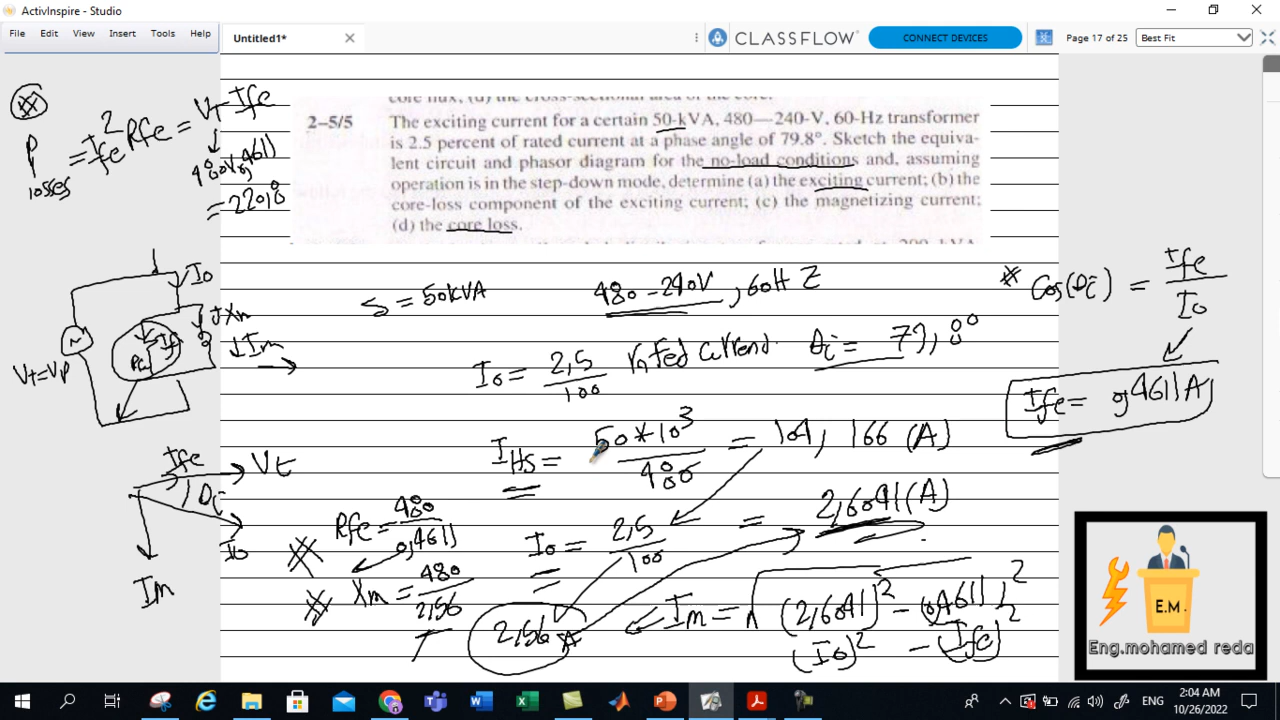 ActivInspire - Studio
File Edit View Insert Tools Help
Untitled1*
CLASSFLOW
CONNECT DEVICES
Page 17 of 25
Best Fit
2–5/5 The exciting current for a certain 50-kVA, 480—240-V, 60-Hz transformer
is 2.5 percent of rated current at a phase angle of 79.8°. Sketch the equiva-
lent circuit and phasor diagram for the no-load conditions and, assuming
operation is in the step-down mode, determine (a) the exciting current; (b) the
core-loss component of the exciting current; (c) the magnetizing current;
(d) the core loss.
P losses = Ife² Rfe = VT Ife
480 × 0,4611
= 220,8
Io
JXm
Ife
Im
Vt=Vp
S = 50kVA 480 - 240V, 60HZ
Io = 2,5/100 rated current. θi = 79,8°
IHS = 50*10³/480 = 104,166 (A)
Io = 2,5/100 = 2,6041(A)
Im = √(2,6041)² - (0,4611)²
(Io)² - (Ife)²
2,56 A
Rfe = 480/0,4611
Xm = 480/2,56
Ife Vt
θi
Io
Im
* Cos(θi) = Ife/Io
Ife = 0,4611A
E.M.
Eng.mohamed reda
ENG
2:04 AM
10/26/2022